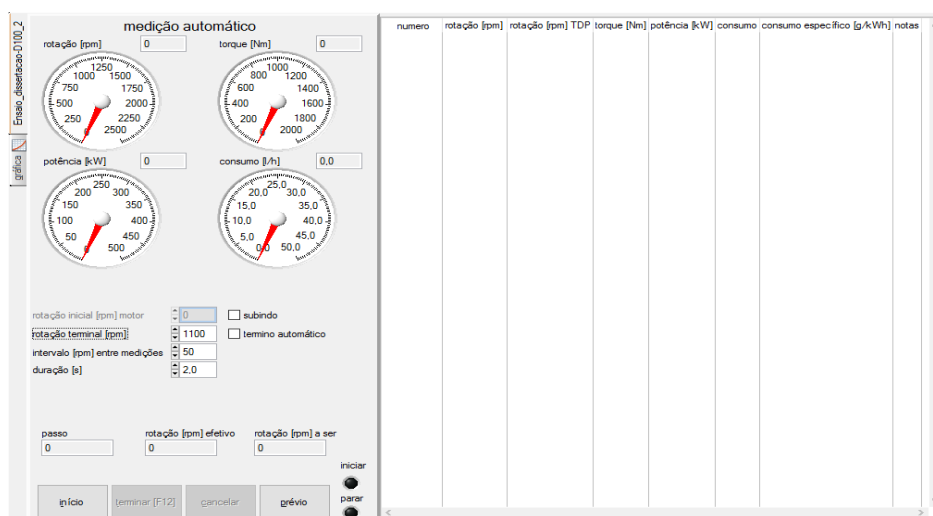 Ensaio_dissertacao-D100_2
gráfica
medição automático
rotação [rpm] 0 torque [Nm] 0
0 250 500 750 1000 1250 1500 1750 2000 2250 2500
0 200 400 600 800 1000 1200 1400 1600 1800 2000
potência [kW] 0 consumo [l/h] 0,0
0 50 100 150 200 250 300 350 400 450 500
0,0 5,0 10,0 15,0 20,0 25,0 30,0 35,0 40,0 45,0 50,0
rotação inicial [rpm] motor 0 subindo
rotação terminal [rpm] 1100 termino automático
intervalo [rpm] entre medições 50
duração [s] 2,0
passo rotação [rpm] efetivo rotação [rpm] a ser
0 0 0
iniciar
início terminar [F12] cancelar prévio parar
numero rotação [rpm] rotação [rpm] TDP torque [Nm] potência [kW] consumo consumo específico [g/kWh] notas